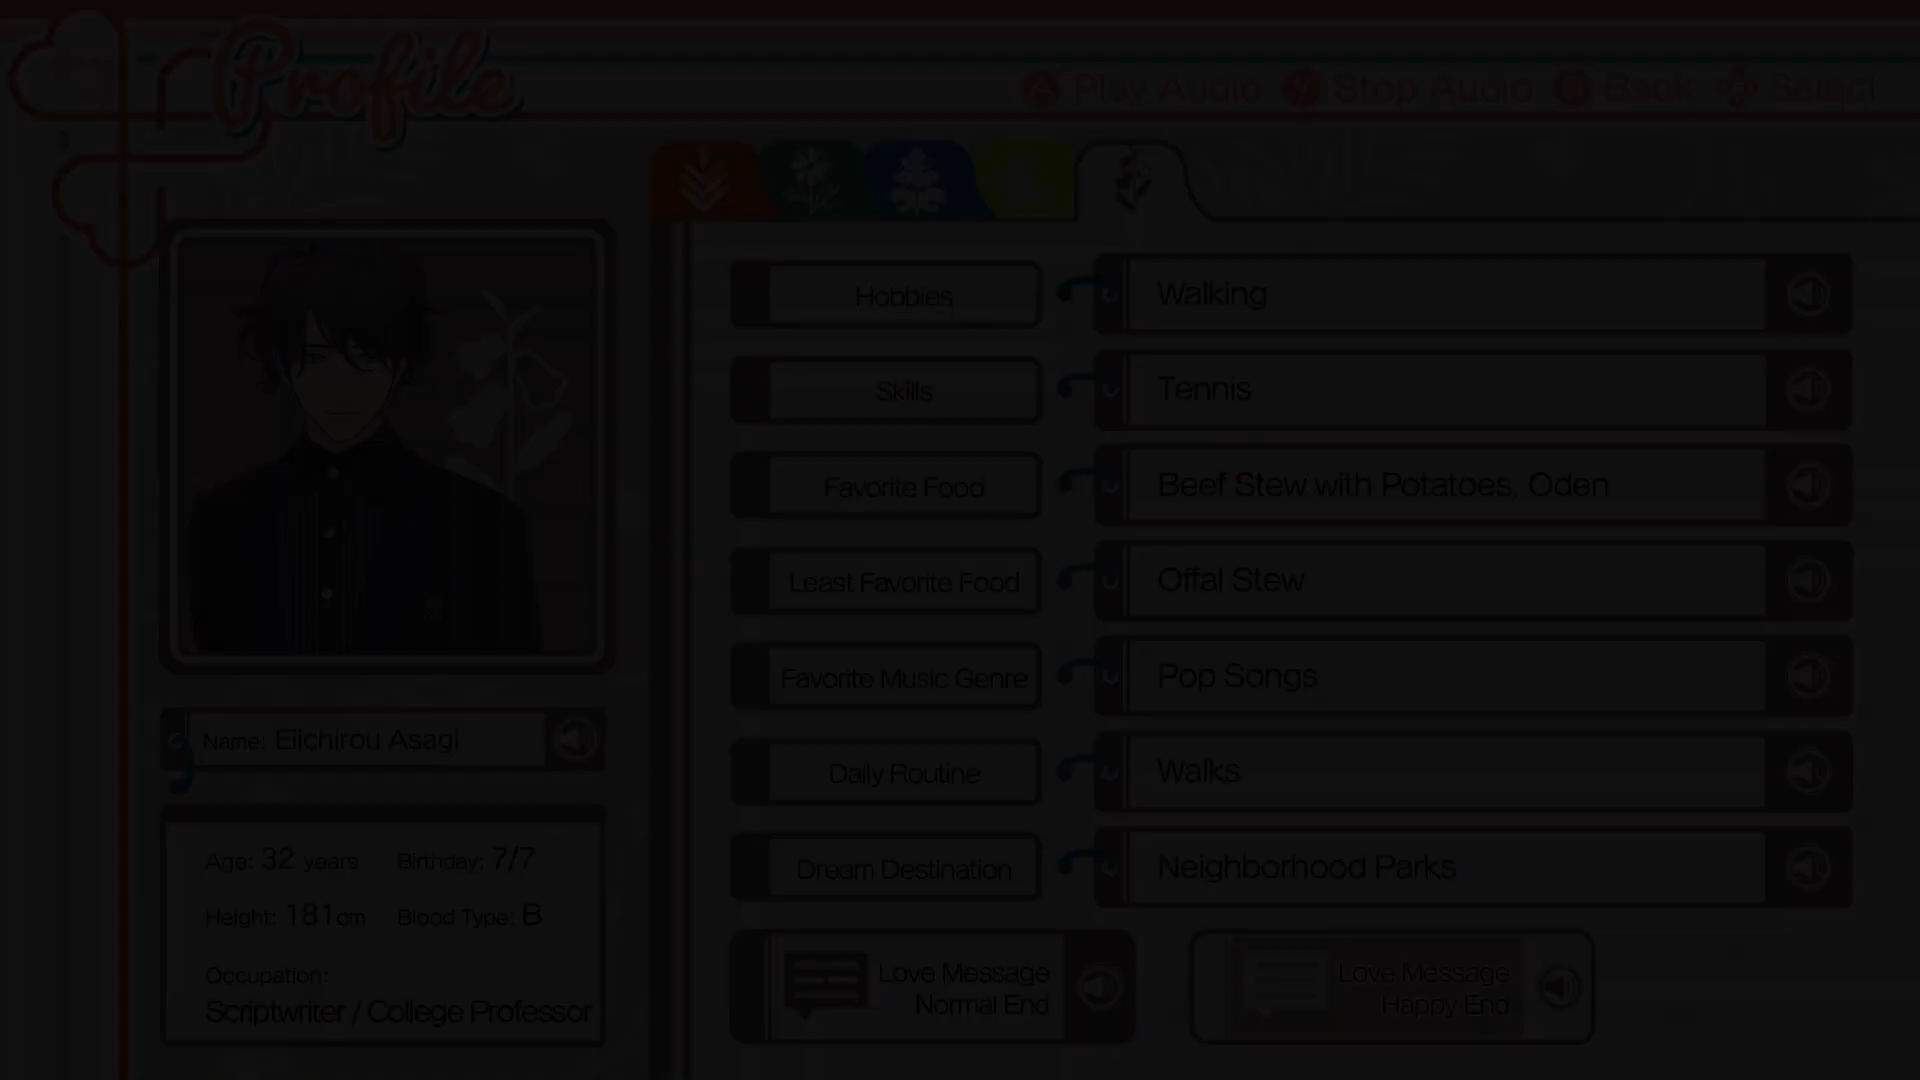 Profile
A Play Audio Y Stop Audio B Back Select
Hobbies Walking
Skills Tennis
Favorite Food Beef Stew with Potatoes, Oden
Least Favorite Food Offal Stew
Favorite Music Genre Pop Songs
Daily Routine Walks
Dream Destination Neighborhood Parks
Name: Eiichirou Asagi
Age: 32 years Birthday: 7/7
Height: 181cm Blood Type: B
Occupation:
Scriptwriter / College Professor
Love Message
Normal End
Love Message
Happy End